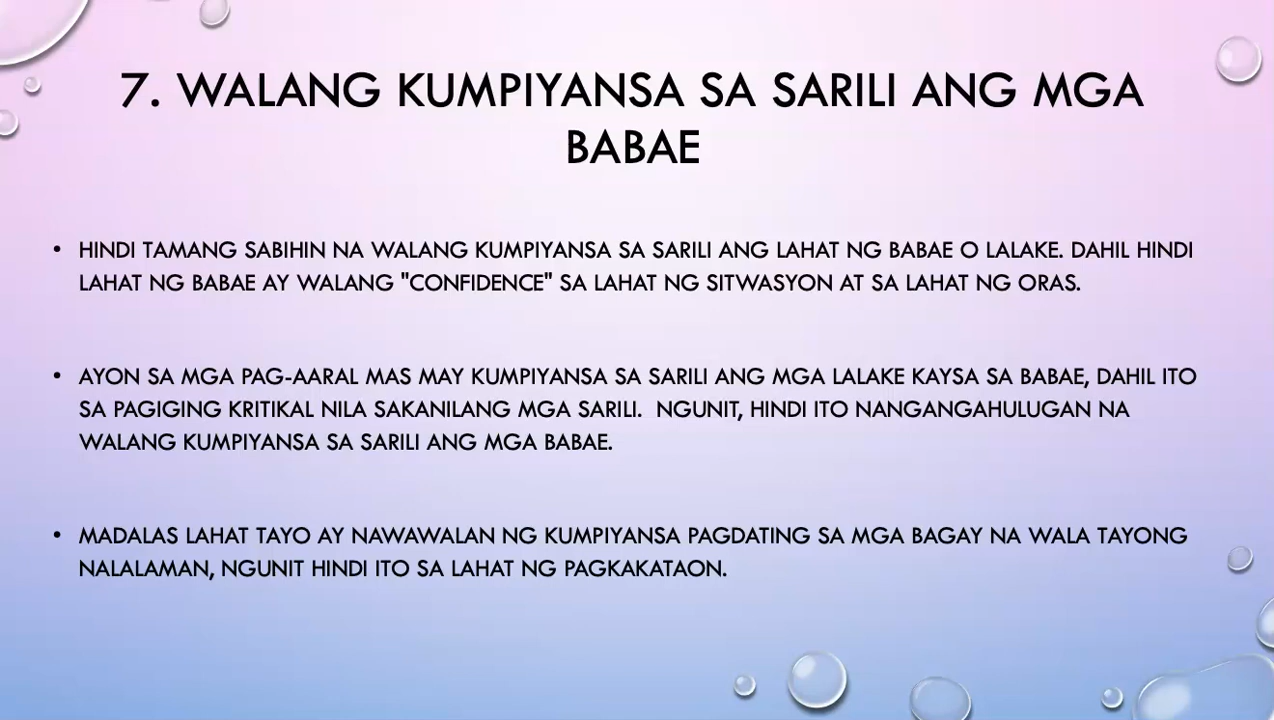 7. WALANG KUMPIYANSA SA SARILI ANG MGA
BABAE
• HINDI TAMANG SABIHIN NA WALANG KUMPIYANSA SA SARILI ANG LAHAT NG BABAE O LALAKE. DAHIL HINDI
LAHAT NG BABAE AY WALANG "CONFIDENCE" SA LAHAT NG SITWASYON AT SA LAHAT NG ORAS.
• AYON SA MGA PAG-AARAL MAS MAY KUMPIYANSA SA SARILI ANG MGA LALAKE KAYSA SA BABAE, DAHIL ITO
SA PAGIGING KRITIKAL NILA SAKANILANG MGA SARILI.  NGUNIT, HINDI ITO NANGANGAHULUGAN NA
WALANG KUMPIYANSA SA SARILI ANG MGA BABAE.
• MADALAS LAHAT TAYO AY NAWAWALAN NG KUMPIYANSA PAGDATING SA MGA BAGAY NA WALA TAYONG
NALALAMAN, NGUNIT HINDI ITO SA LAHAT NG PAGKAKATAON.